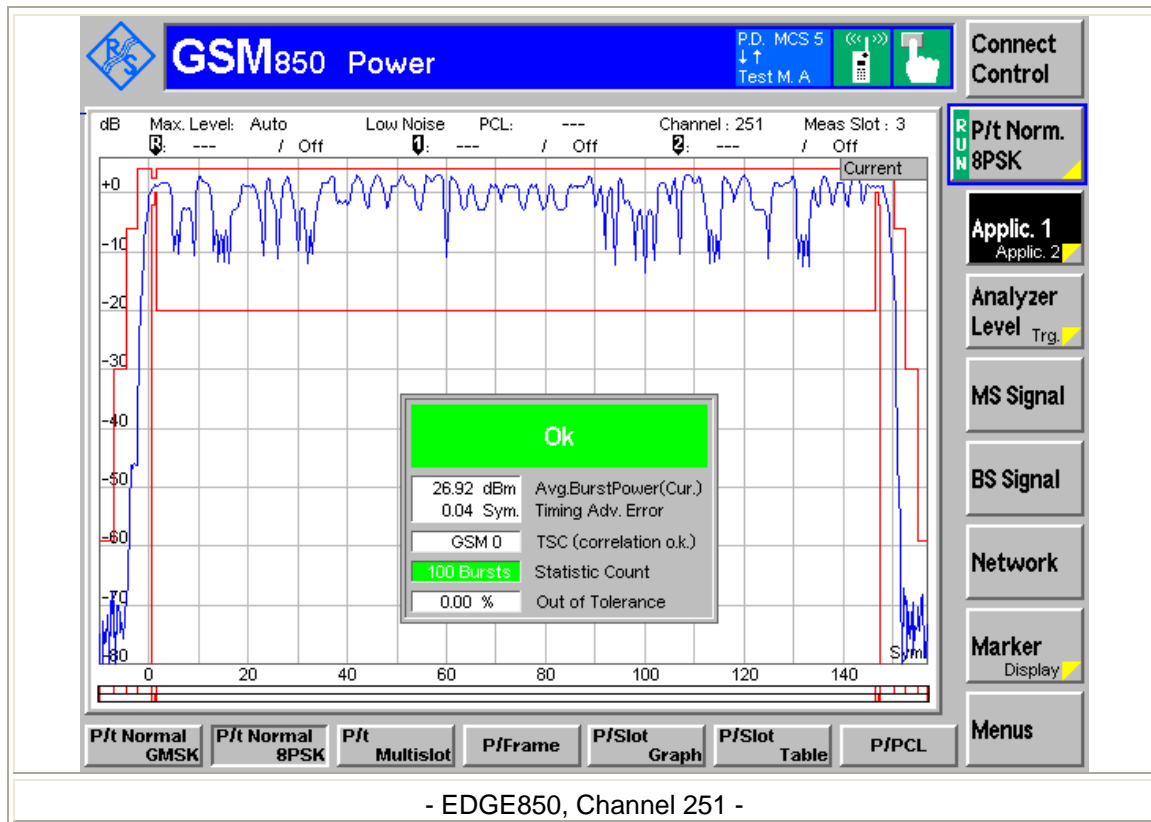 R&S
GSM850 Power
P.D. MCS 5
↓↑
Test M. A
Connect
Control
dB Max. Level: Auto Low Noise PCL: --- Channel : 251 Meas Slot : 3
R: --- / Off 1: --- / Off 2: --- / Off
Current
RUN
P/t Norm.
8PSK
Applic. 1
Applic. 2
Analyzer
Level Trg.
MS Signal
BS Signal
Network
Marker
Display
Menus
+0
-10
-20
-30
-40
-50
-60
-70
-80
Ok
26.92 dBm Avg.BurstPower(Cur.)
0.04 Sym. Timing Adv. Error
GSM 0 TSC (correlation o.k.)
100 Bursts Statistic Count
0.00 % Out of Tolerance
Sym
0 20 40 60 80 100 120 140
P/t Normal
GMSK
P/t Normal
8PSK
P/t
Multislot
P/Frame
P/Slot
Graph
P/Slot
Table
P/PCL
- EDGE850, Channel 251 -